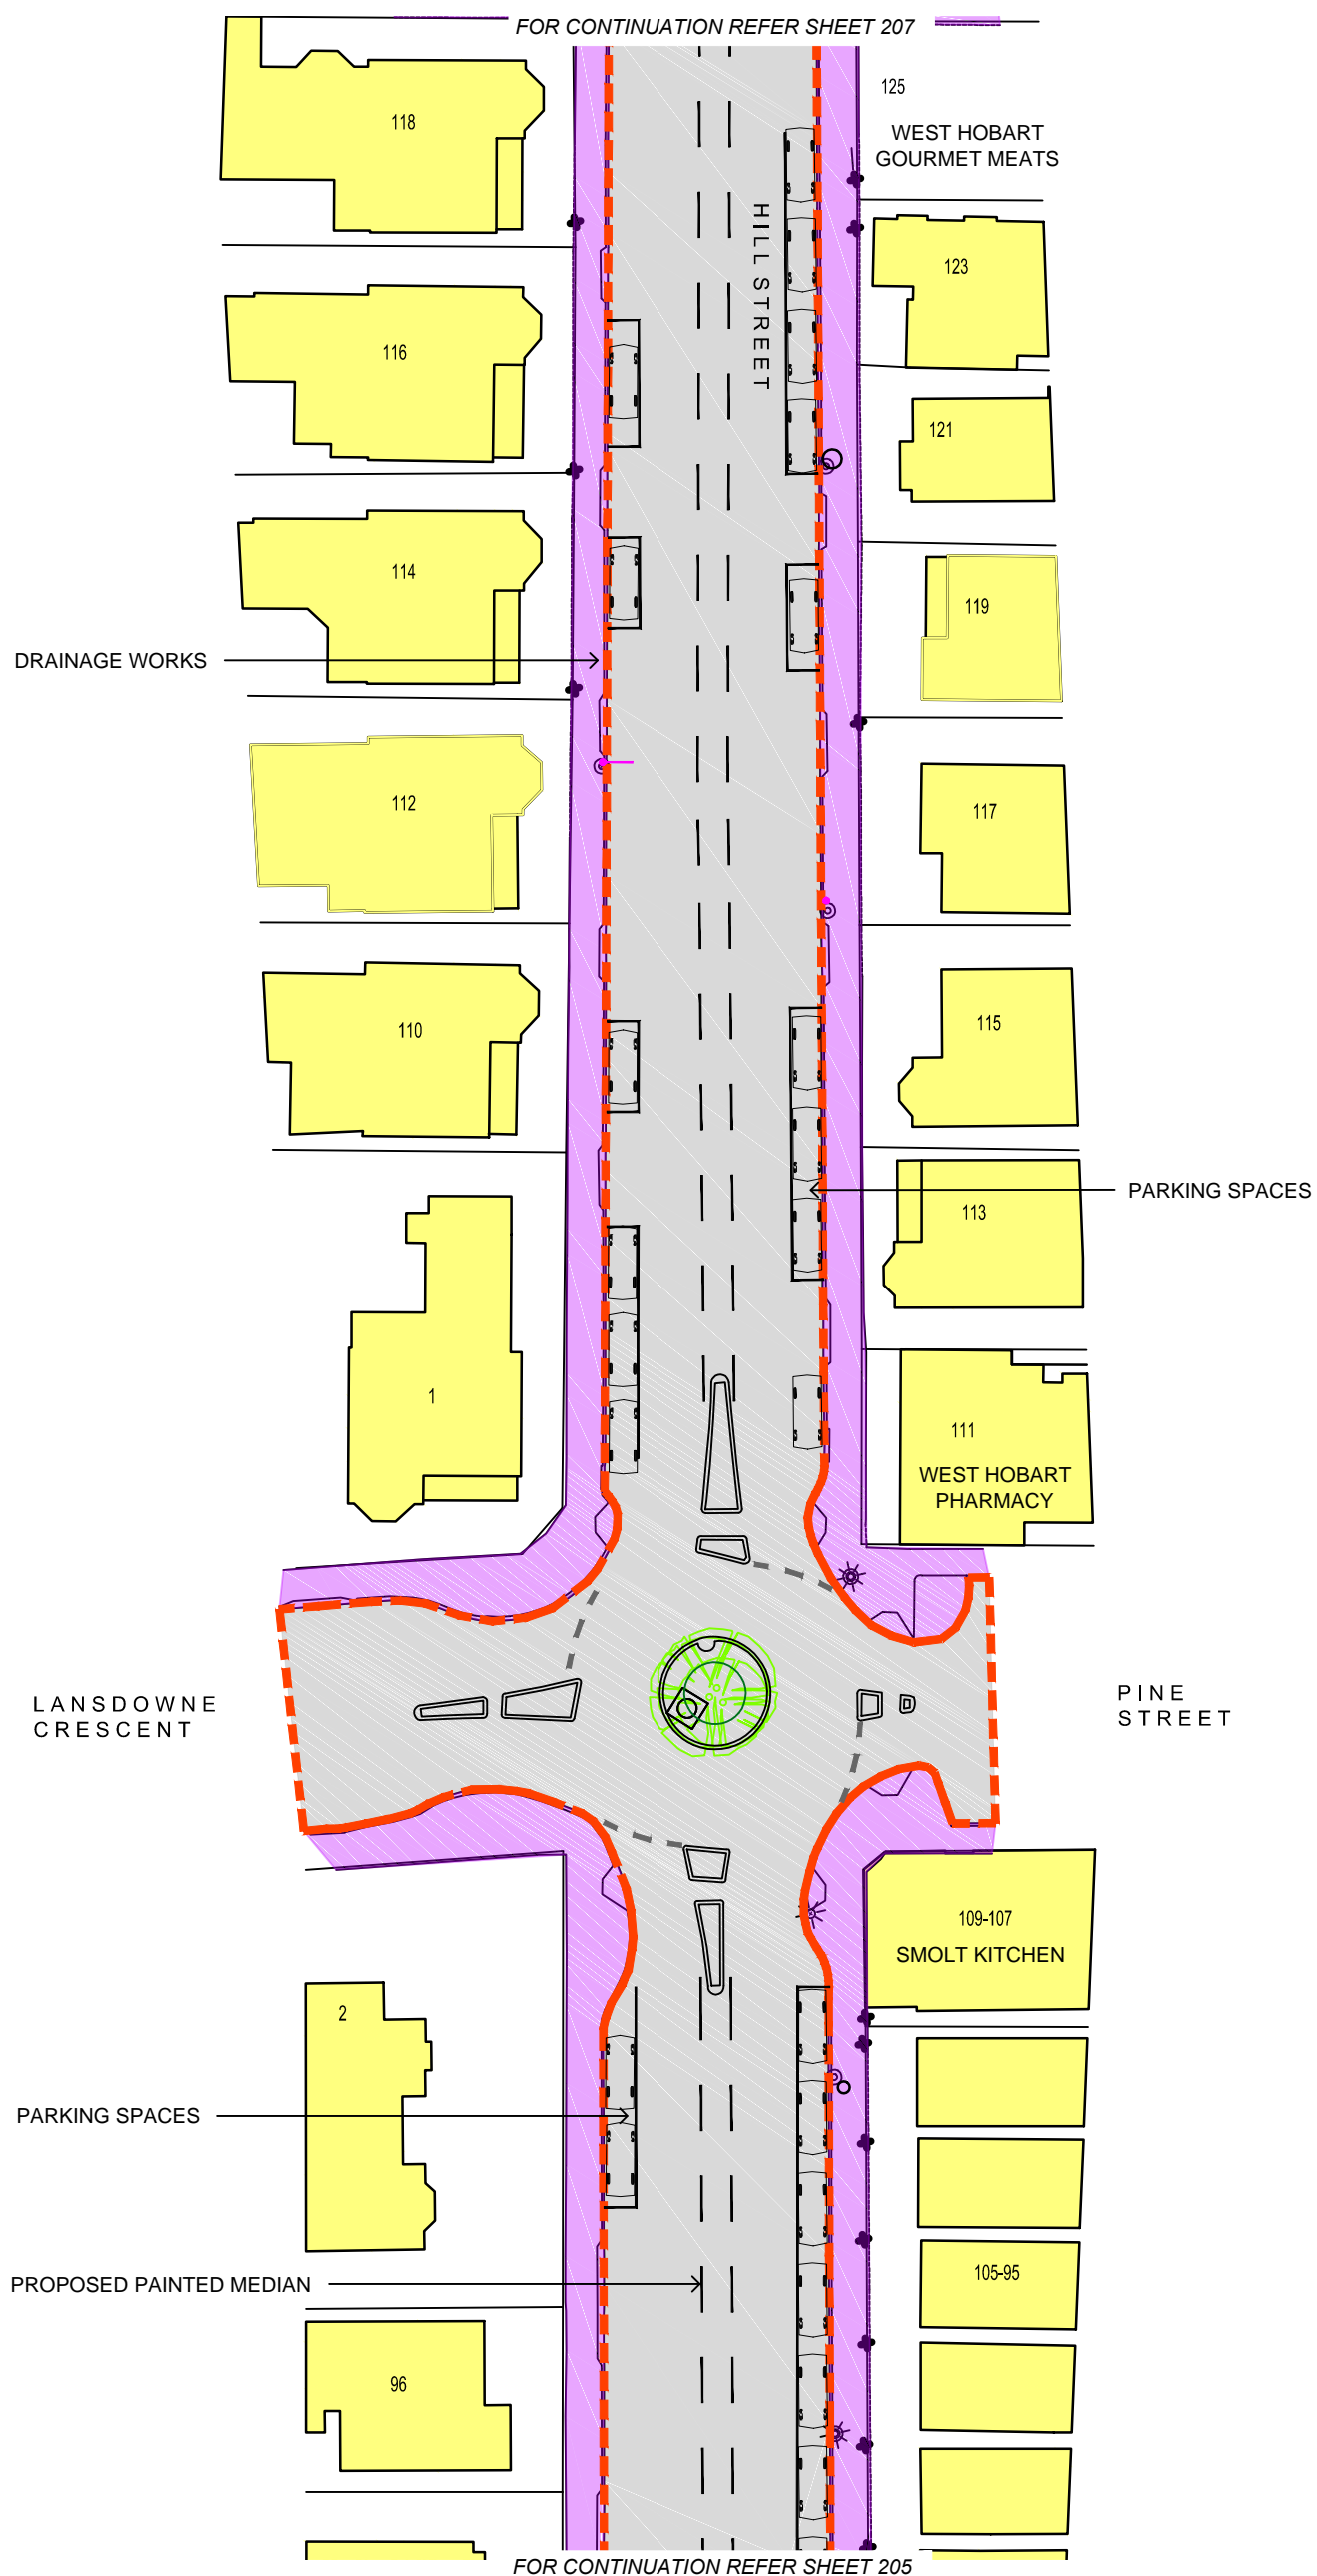 FOR CONTINUATION REFER SHEET 207
125
118
WEST HOBART
GOURMET MEATS
HILL STREET
123
116
121
114
119
DRAINAGE WORKS
112
117
115
110
PARKING SPACES
113
1
111
WEST HOBART
PHARMACY
LANSDOWNE
CRESCENT
PINE
STREET
109-107
SMOLT KITCHEN
2
PARKING SPACES
105-95
PROPOSED PAINTED MEDIAN
96
FOR CONTINUATION REFER SHEET 205